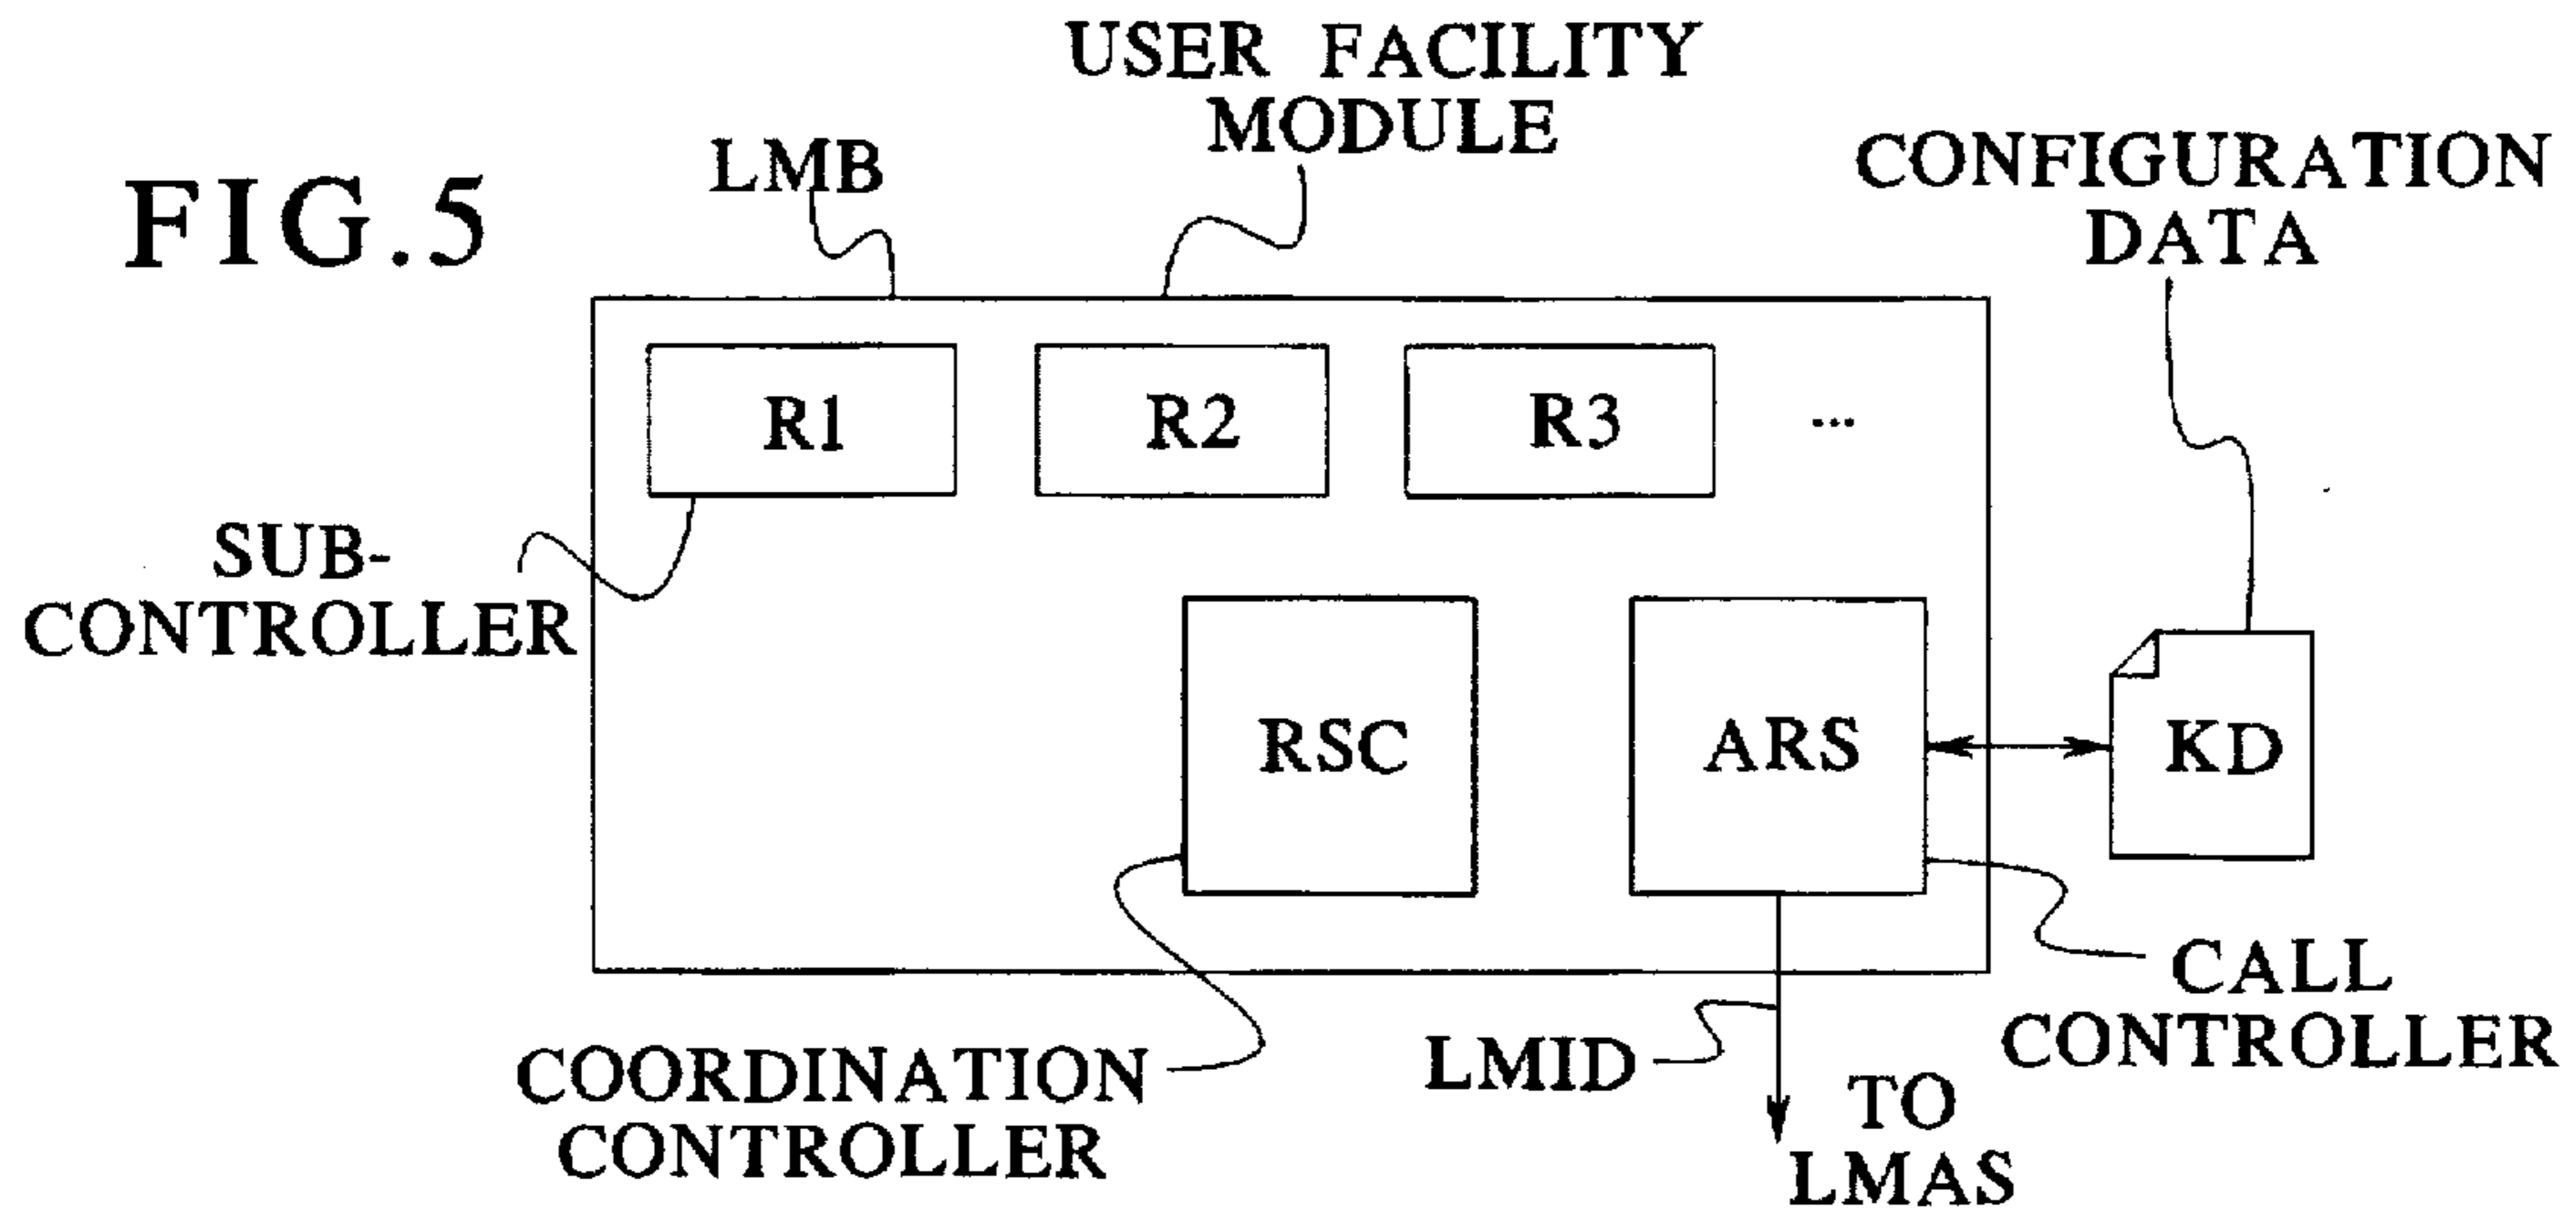 FIG.5
LMB
USER FACILITY
MODULE
CONFIGURATION
DATA
R1
R2
R3
...
SUB-
CONTROLLER
RSC
ARS
KD
COORDINATION
CONTROLLER
LMID
TO
LMAS
CALL
CONTROLLER